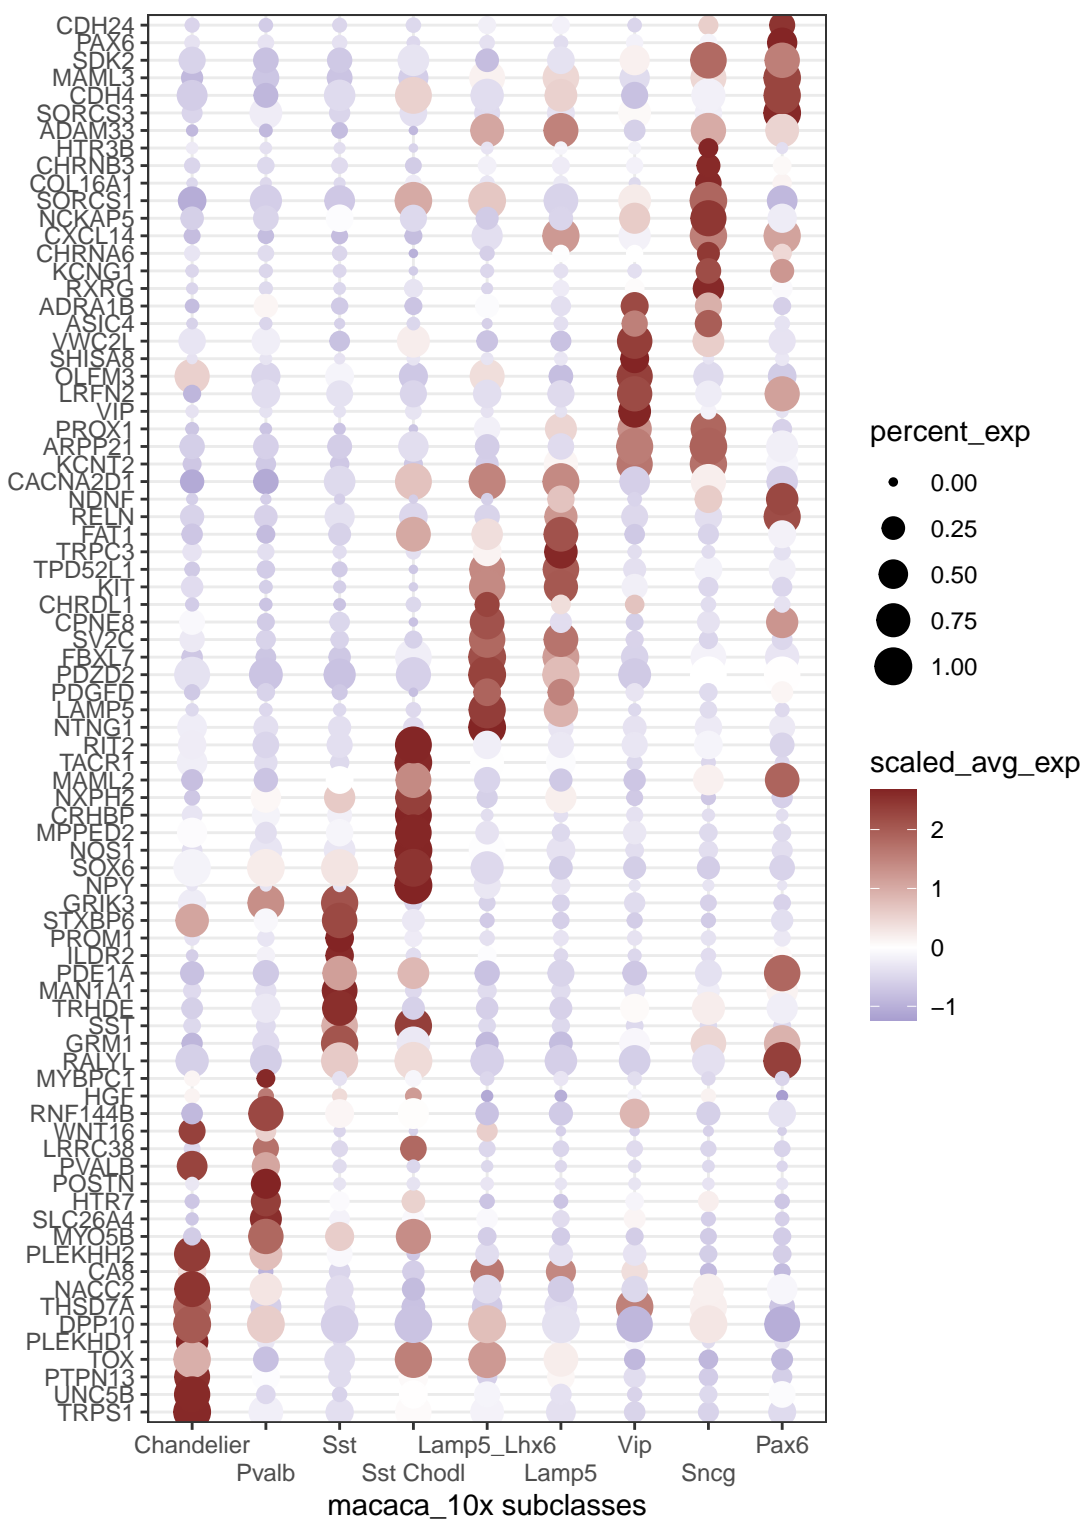 CDH24
PAX6
SDK2
MAML3
CDH4
SORCS3
ADAM33
HTR3B
CHRNB3
COL16A1
SORCS1
NCKAP5
CXCL14
CHRNA6
KCNG1
RXRG
ADRA1B
ASIC4
VWC2L
SHISA8
OLFM3
LRFN2
VIP
PROX1
ARPP21
KCNT2
CACNA2D1
NDNF
RELN
FAT1
TRPC3
TPD52L1
KIT
CHRDL1
CPNE8
SV2C
FBXL7
PDZD2
PDGFD
LAMP5
NTNG1
RIT2
TACR1
MAML2
NXPH2
CRHBP
MPPED2
NOS1
SOX6
NPY
GRIK3
STXBP6
PROM1
ILDR2
PDE1A
MAN1A1
TRHDE
SST
GRM1
RALYL
MYBPC1
HGF
RNF144B
WNT16
LRRC38
PVALB
POSTN
HTR7
SLC26A4
MYO5B
PLEKHH2
CA8
NACC2
THSD7A
DPP10
PLEKHD1
TOX
PTPN13
UNC5B
TRPS1
Chandelier Sst Lamp5_Lhx6 Vip Pax6
Pvalb Sst Chodl Lamp5 Sncg
macaca_10x subclasses
percent_exp
0.00
0.25
0.50
0.75
1.00
scaled_avg_exp
2
1
0
−1